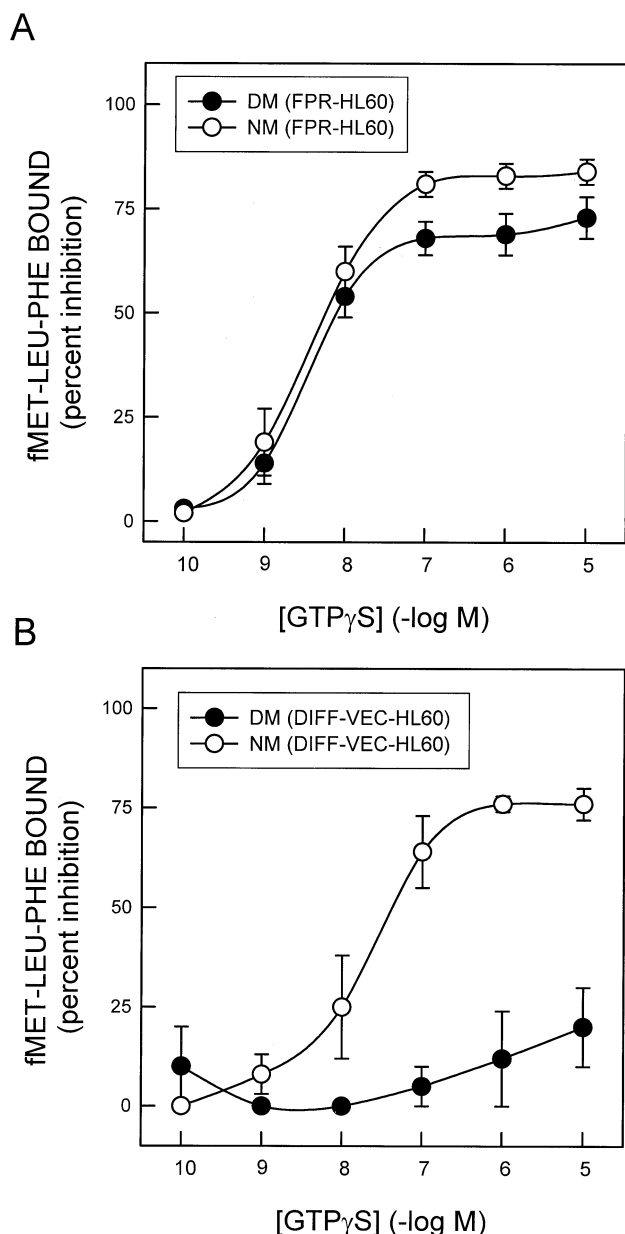 A
fMET-LEU-PHE BOUND
(percent inhibition)
100
75
50
25
0
DM (FPR-HL60)
NM (FPR-HL60)
10 9 8 7 6 5
[GTPγS] (-log M)
B
fMET-LEU-PHE BOUND
(percent inhibition)
100
75
50
25
0
DM (DIFF-VEC-HL60)
NM (DIFF-VEC-HL60)
10 9 8 7 6 5
[GTPγS] (-log M)